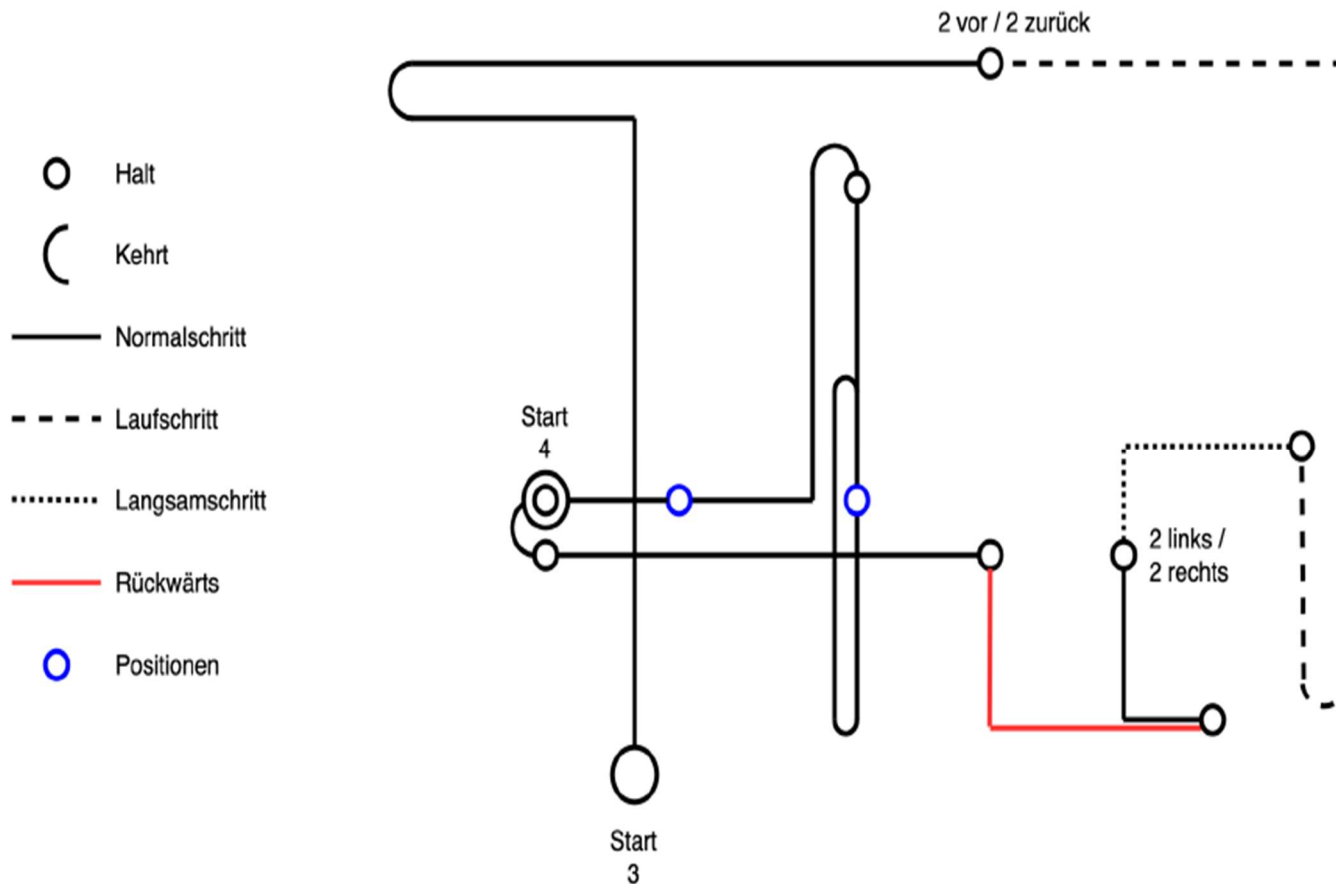 2 vor / 2 zurück
Halt
Kehrt
Normalschritt
Laufschritt
Langsamschritt
Rückwärts
Positionen
Start
4
2 links /
2 rechts
Start
3